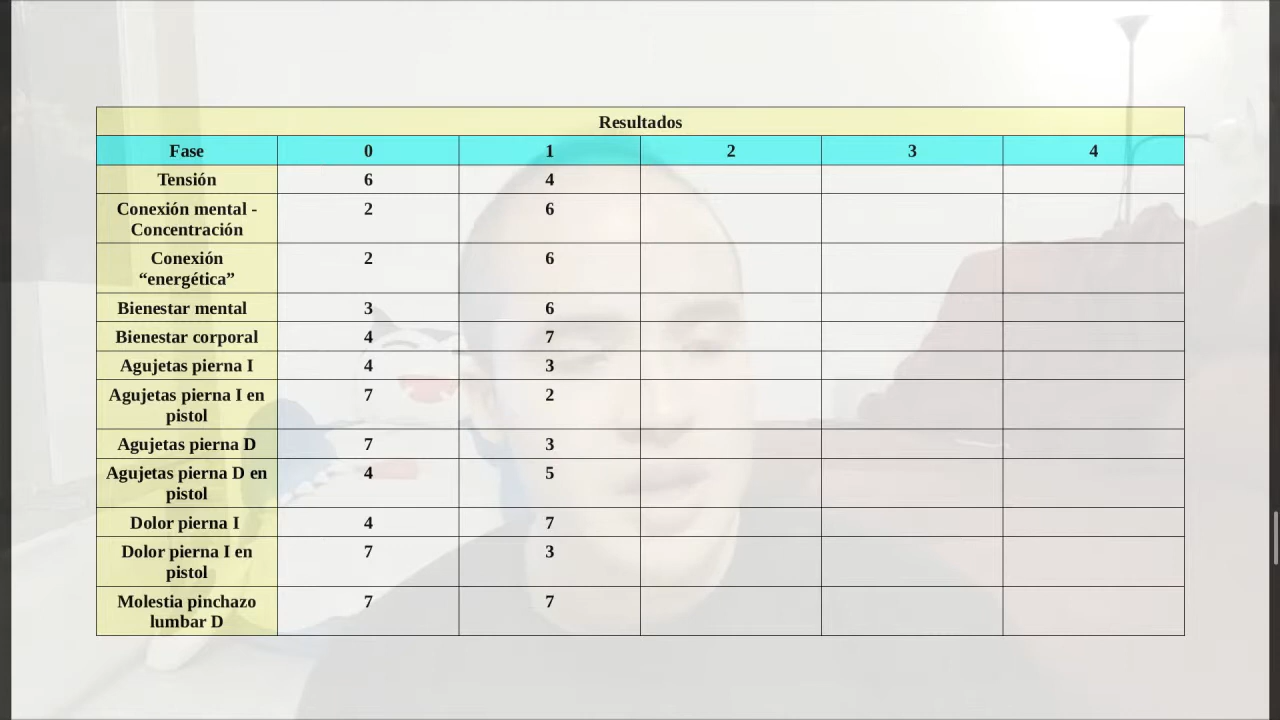 Resultados
Fase 0 1 2 3 4
Tensión 6 4
Conexión mental - 2 6
Concentración
Conexión 2 6
“energética”
Bienestar mental 3 6
Bienestar corporal 4 7
Agujetas pierna I 4 3
Agujetas pierna I en 7 2
pistol
Agujetas pierna D 7 3
Agujetas pierna D en 4 5
pistol
Dolor pierna I 4 7
Dolor pierna I en 7 3
pistol
Molestia pinchazo 7 7
lumbar D